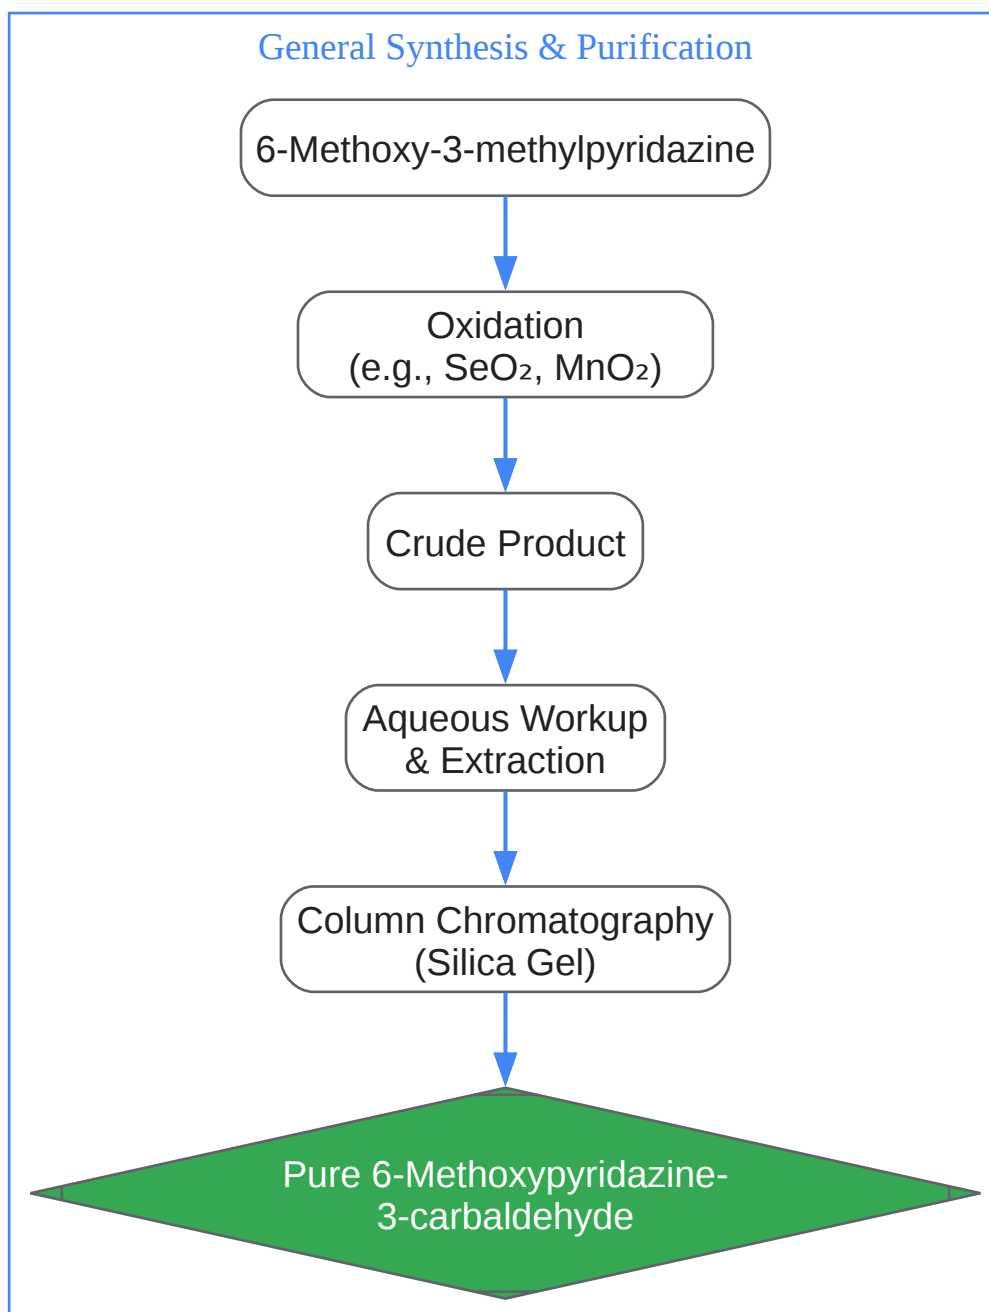 General Synthesis & Purification
6-Methoxy-3-methylpyridazine
Oxidation
(e.g., SeO₂, MnO₂)
Crude Product
Aqueous Workup
& Extraction
Column Chromatography
(Silica Gel)
Pure 6-Methoxypyridazine-
3-carbaldehyde